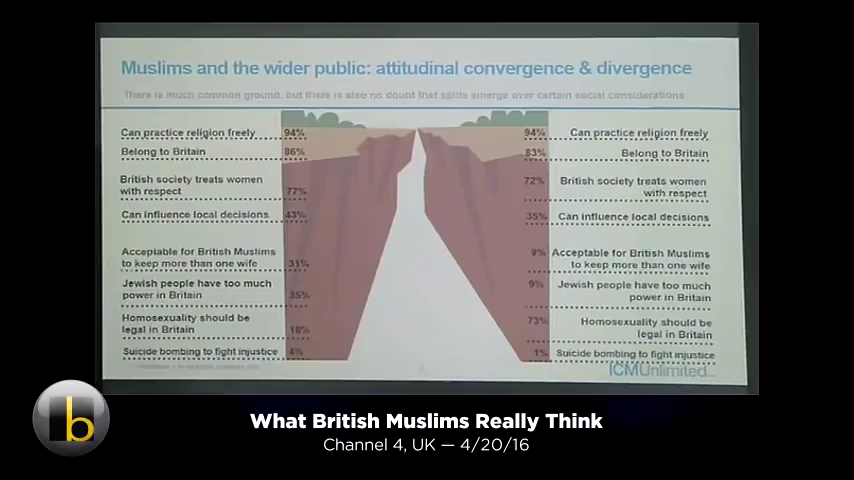 Muslims and the wider public: attitudinal convergence & divergence
There is much common ground, but there is also no doubt that splits emerge over certain social considerations
Can practice religion freely 94%
Belong to Britain 86%
British society treats women
with respect 77%
Can influence local decisions 43%
Acceptable for British Muslims
to keep more than one wife 31%
Jewish people have too much
power in Britain 35%
Homosexuality should be
legal in Britain 18%
Suicide bombing to fight injustice 4%
94% Can practice religion freely
83% Belong to Britain
72% British society treats women
with respect
35% Can influence local decisions
9% Acceptable for British Muslims
to keep more than one wife
9% Jewish people have too much
power in Britain
73% Homosexuality should be
legal in Britain
1% Suicide bombing to fight injustice
ICMUnlimited
b
What British Muslims Really Think
Channel 4, UK — 4/20/16